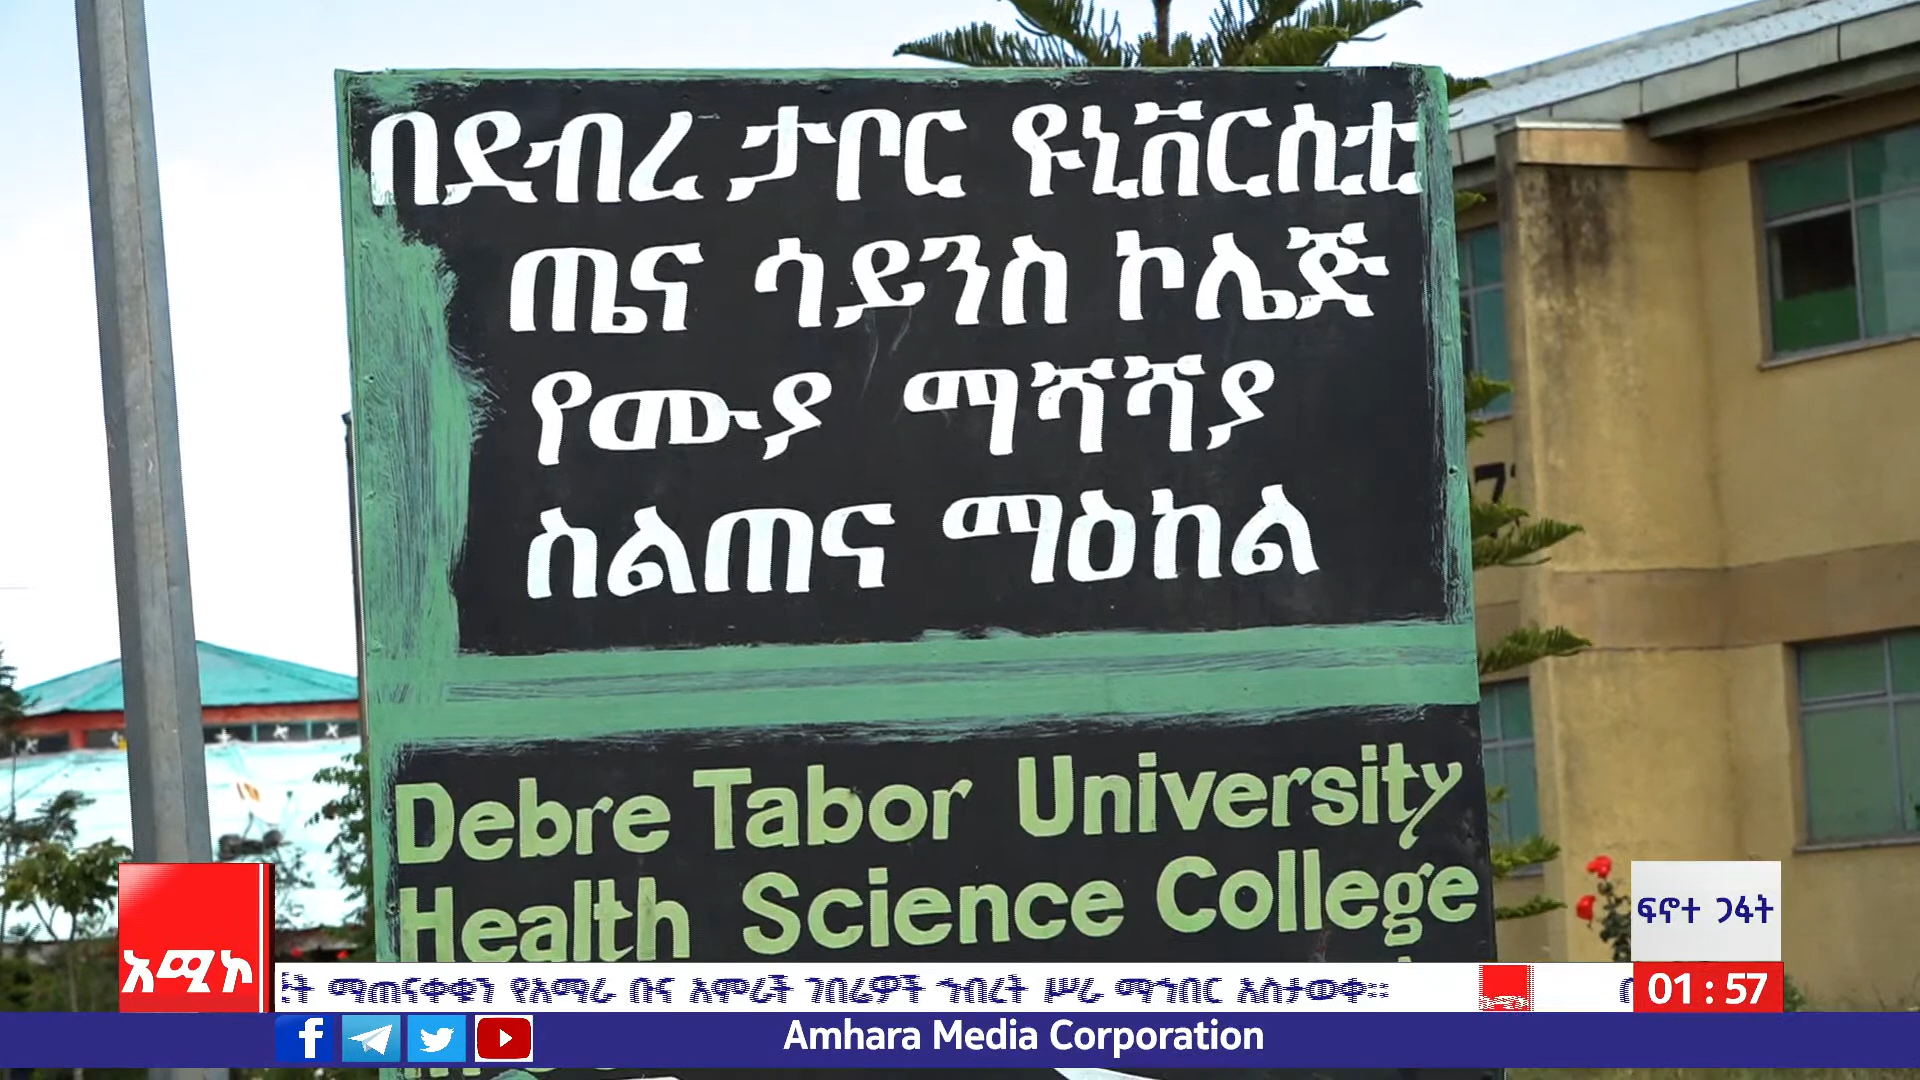 በደብረ ታቦር ዩኒቨርሲቲ
ጤና ሳይንስ ኮሌጅ
የሙያ ማሻሻያ
ስልጠና ማዕከል
Debre Tabor University
Health Science College
ፍኖተ ጋፋት
አሚኮ
ማጠናቀቁን የአማራ ቡና አምራች ገበሬዎች ኅብረት ሥራ ማኅበር አስታወቀ።
01:57
Amhara Media Corporation